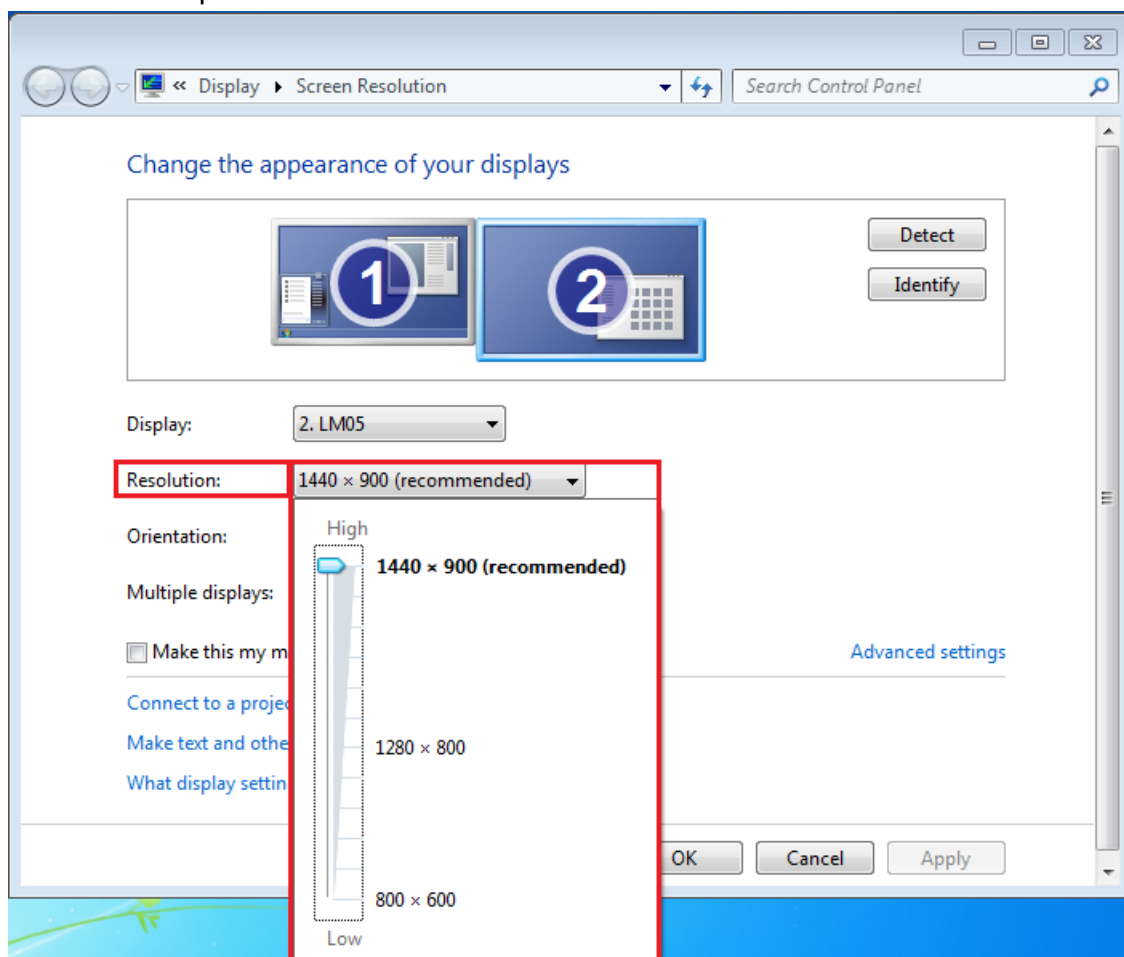 « Display ▸ Screen Resolution
Search Control Panel
Change the appearance of your displays
1
2
Detect
Identify
Display:
2. LM05
Resolution:
1440 × 900 (recommended)
High
Orientation:
1440 × 900 (recommended)
Multiple displays:
Make this my m
Advanced settings
Connect to a projec
Make text and othe
1280 × 800
What display settin
OK
Cancel
Apply
800 × 600
Low